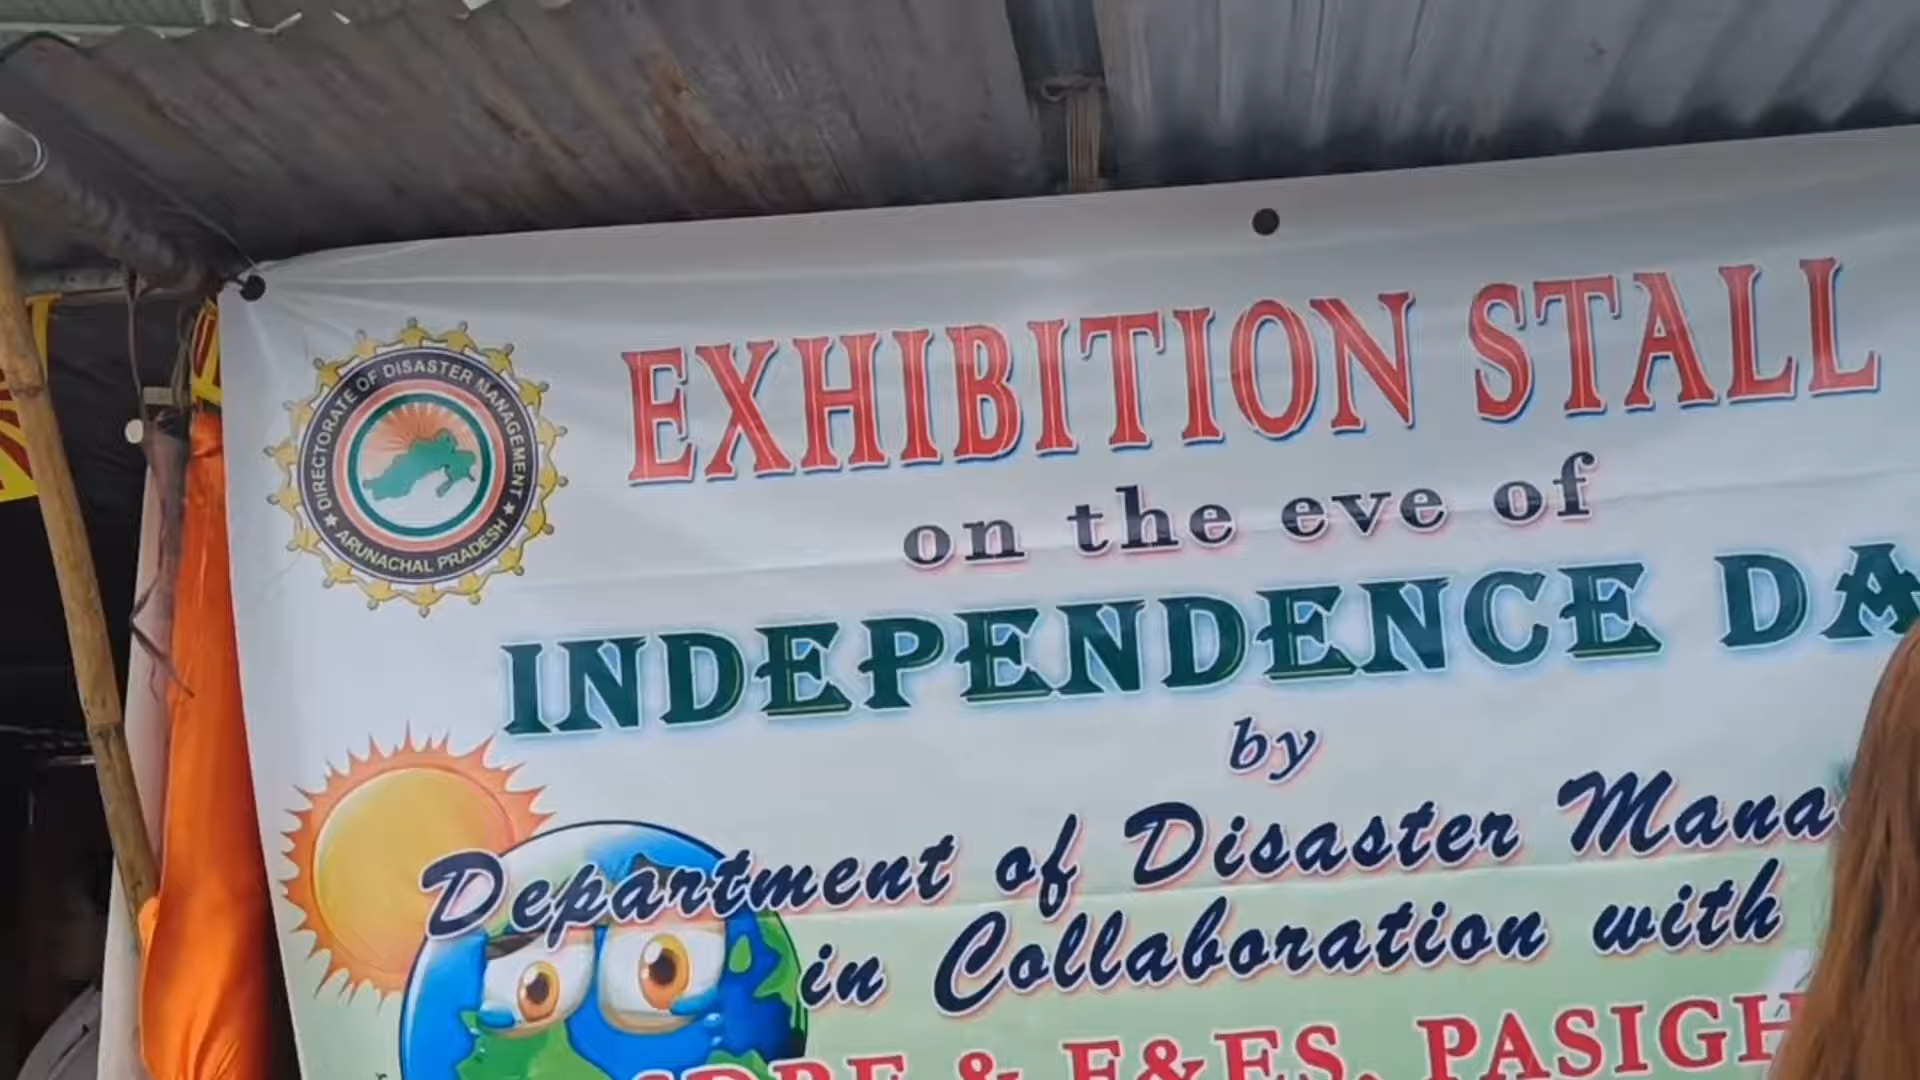 DIRECTORATE OF DISASTER MANAGEMENT
★ ARUNACHAL PRADESH ★
EXHIBITION STALL
on the eve of
INDEPENDENCE DA
by
Department of Disaster Mana
in Collaboration with
& F&ES, PASIGH